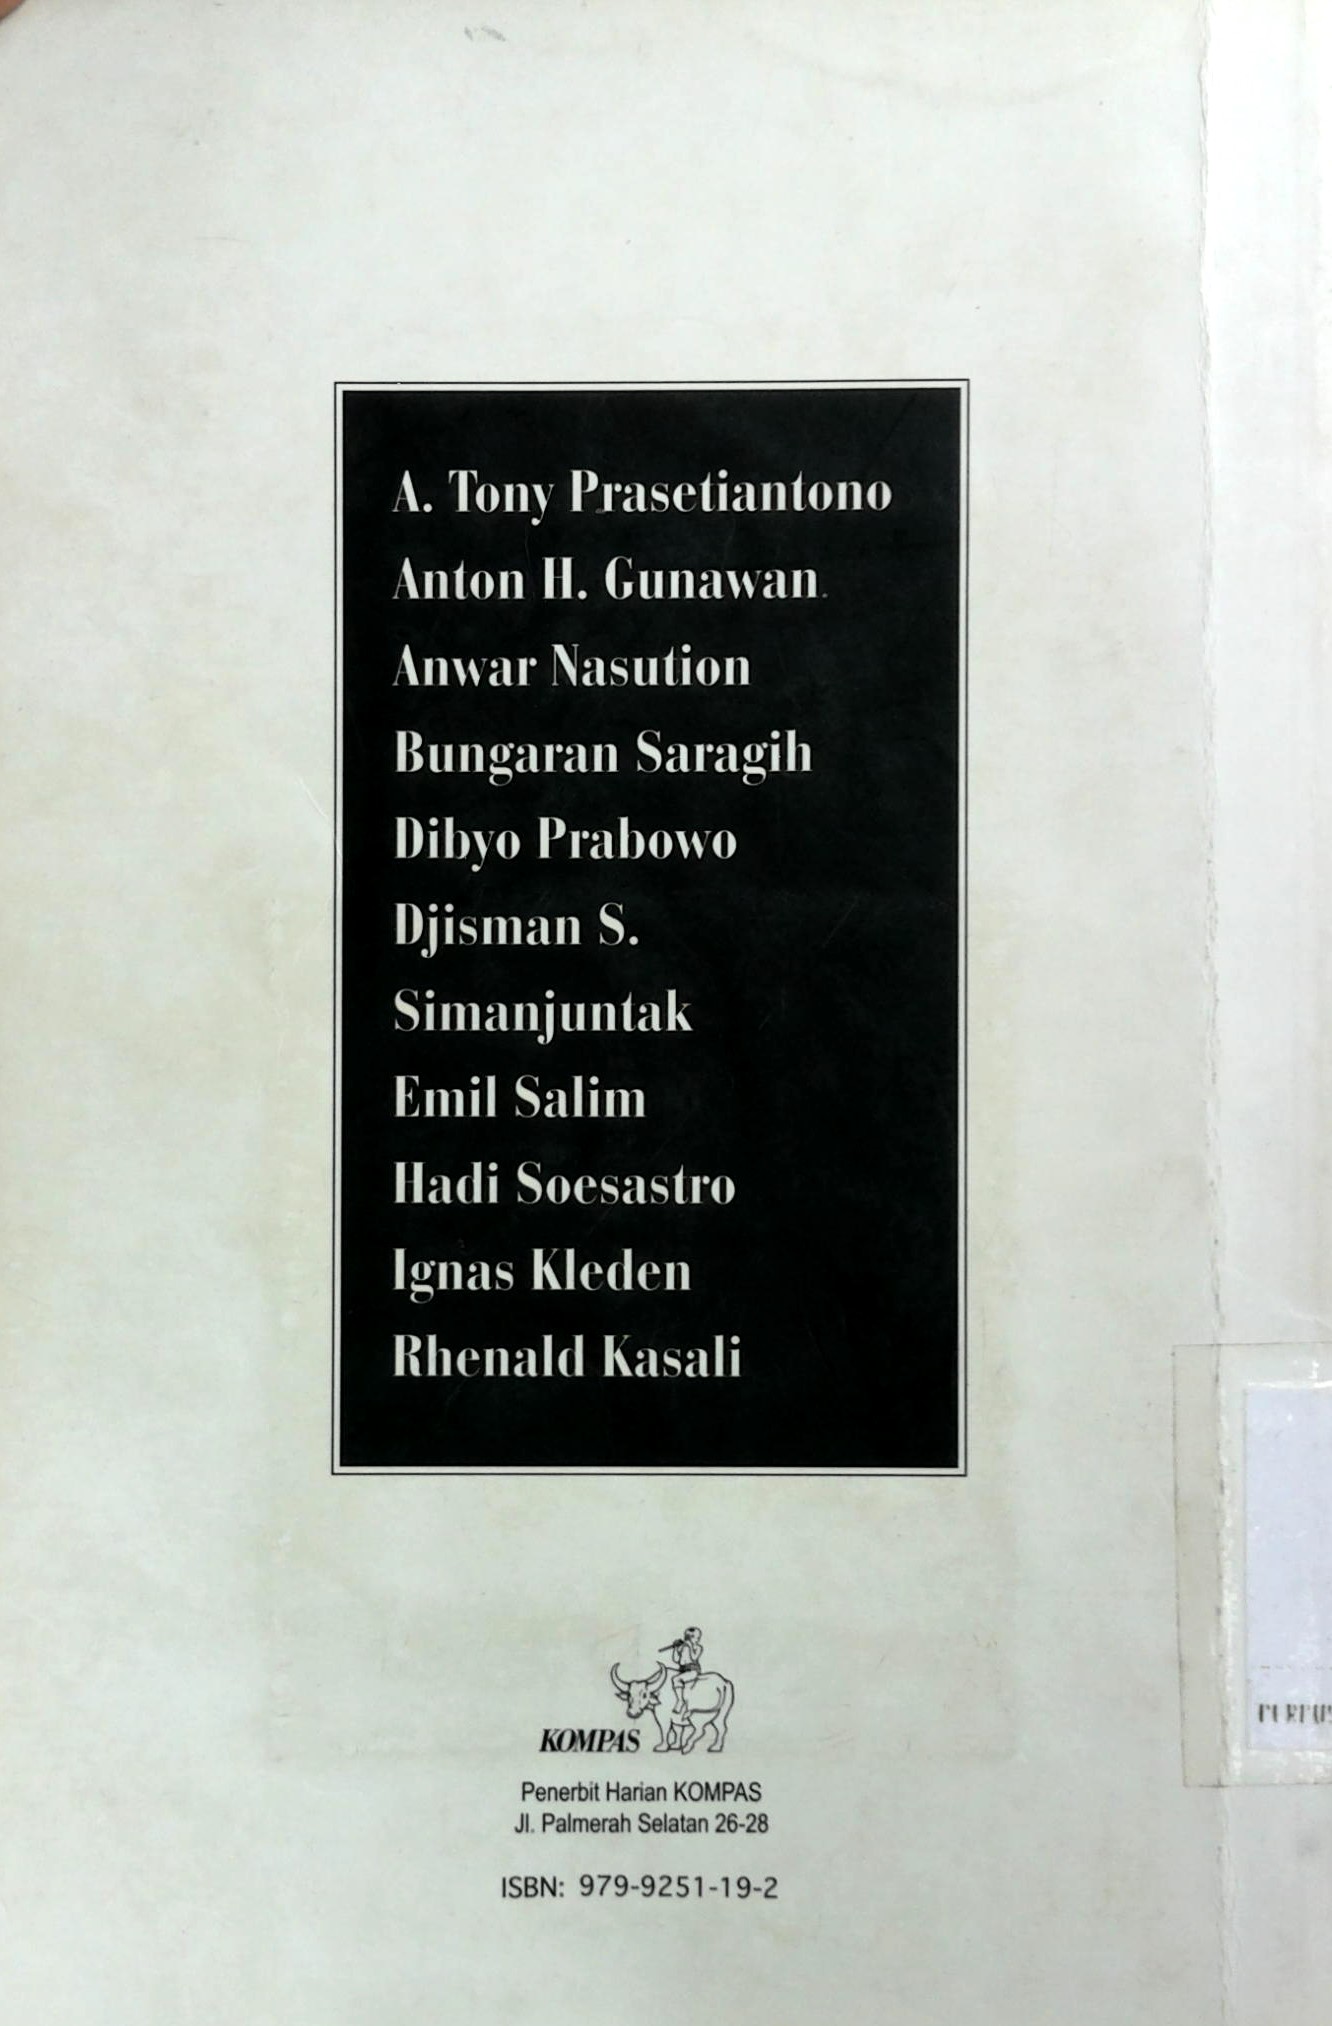 A. Tony Prasetiantono
Anton H. Gunawan
Anwar Nasution
Bungaran Saragih
Dibyo Prabowo
Djisman S.
Simanjuntak
Emil Salim
Hadi Soesastro
Ignas Kleden
Rhenald Kasali
KOMPAS
Penerbit Harian KOMPAS
Jl. Palmerah Selatan 26-28
ISBN: 979-9251-19-2